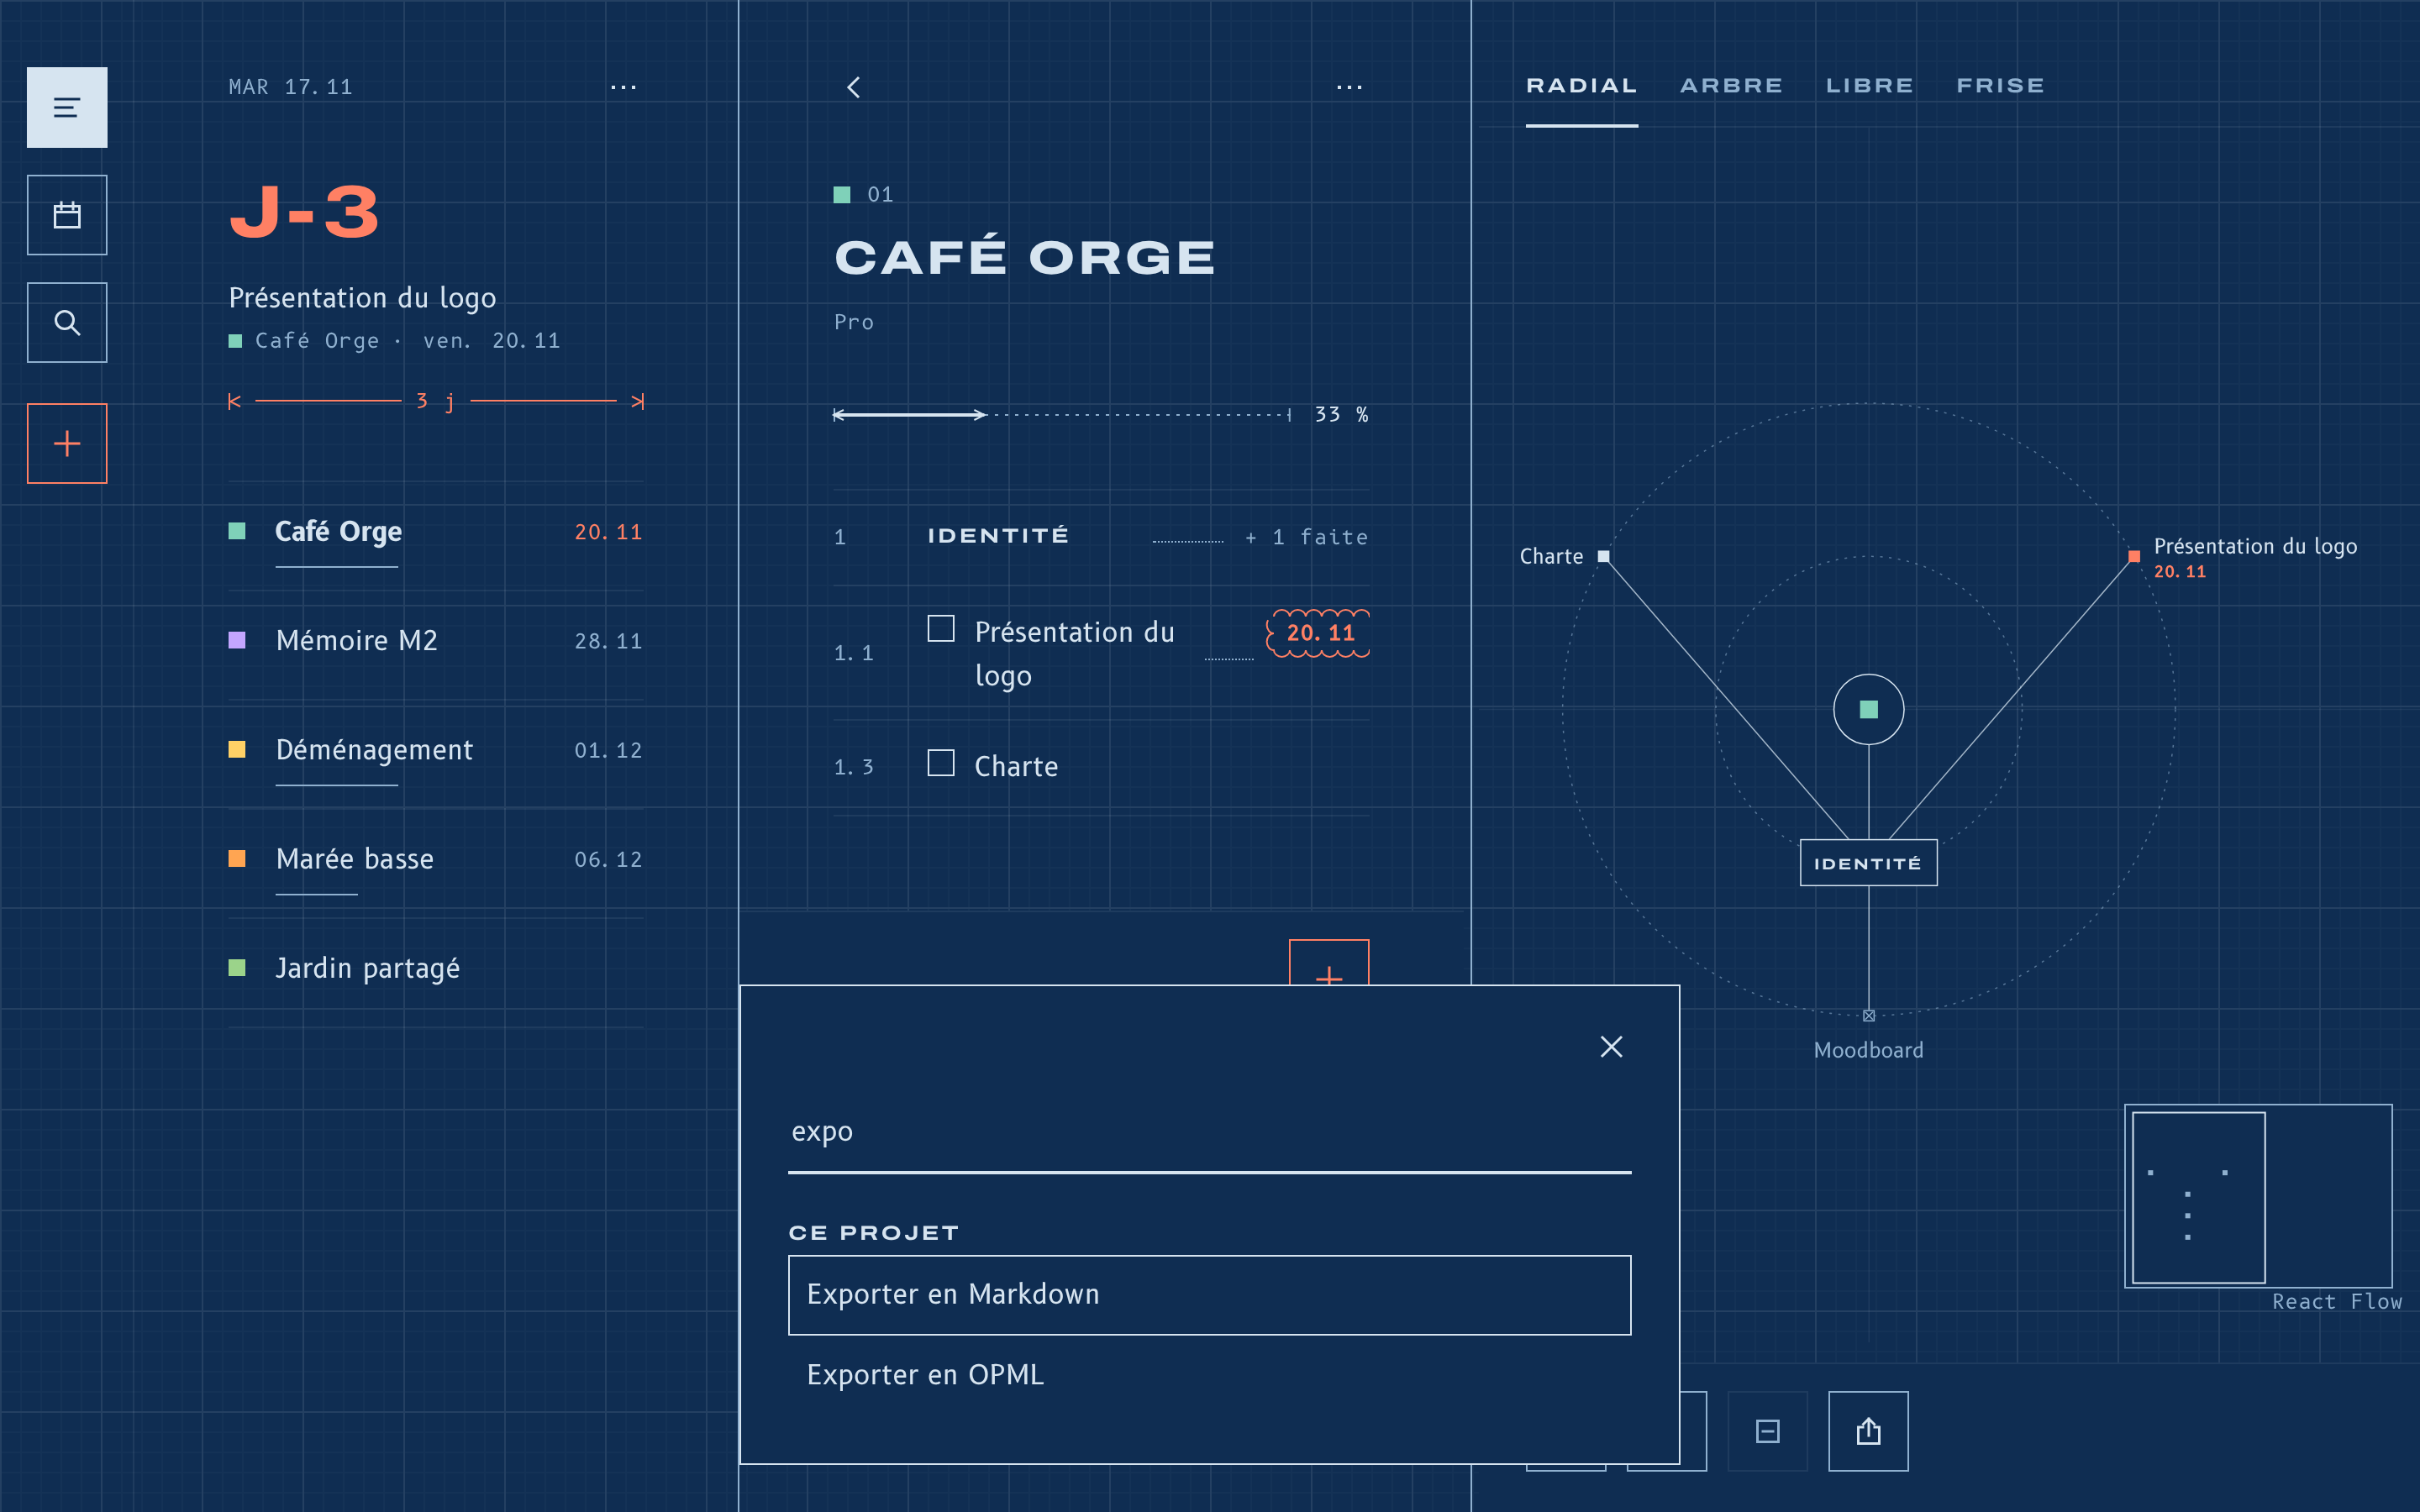 MAR 17.11
J-3
Présentation du logo
Café Orge · ven. 20.11
3 j
Café Orge 20.11
Mémoire M2 28.11
Déménagement 01.12
Marée basse 06.12
Jardin partagé
01
CAFÉ ORGE
Pro
33 %
1 IDENTITÉ + 1 faite
1.1 Présentation du logo 20.11
1.3 Charte
RADIAL ARBRE LIBRE FRISE
Charte
Présentation du logo
20.11
IDENTITÉ
Moodboard
React Flow
expo
CE PROJET
Exporter en Markdown
Exporter en OPML